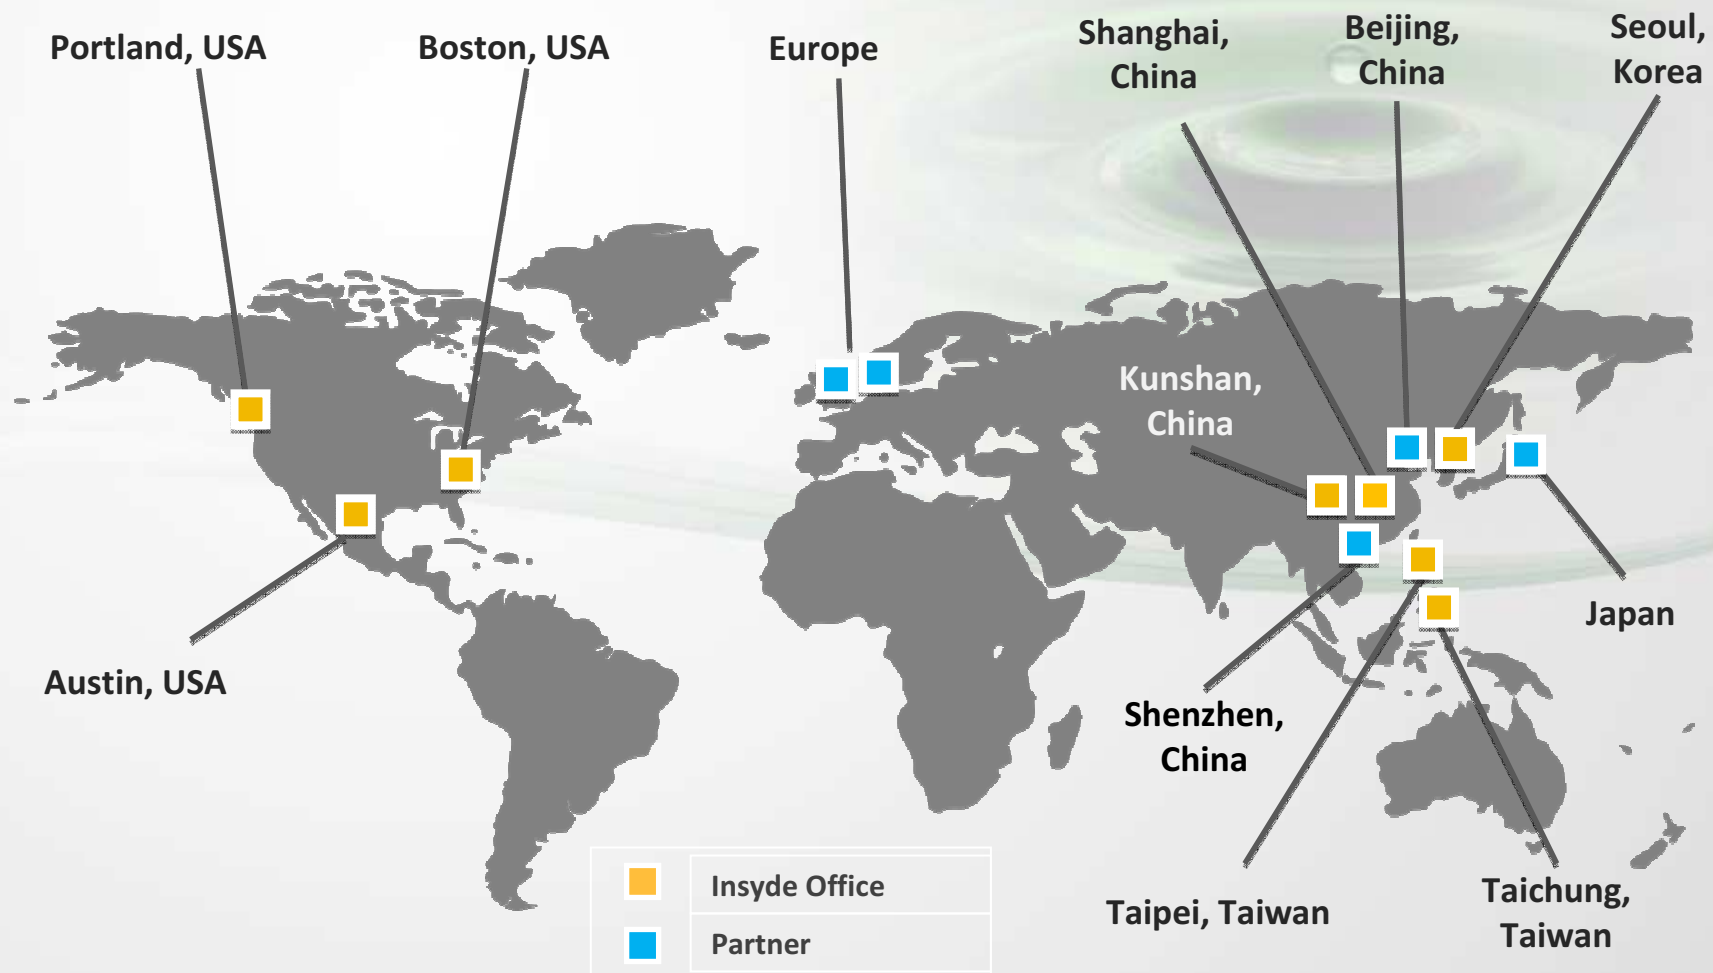 Portland, USA
Boston, USA
Europe
Shanghai,
China
Beijing,
China
Seoul,
Korea
Kunshan,
China
Japan
Austin, USA
Shenzhen,
China
Taipei, Taiwan
Taichung,
Taiwan
Insyde Office
Partner